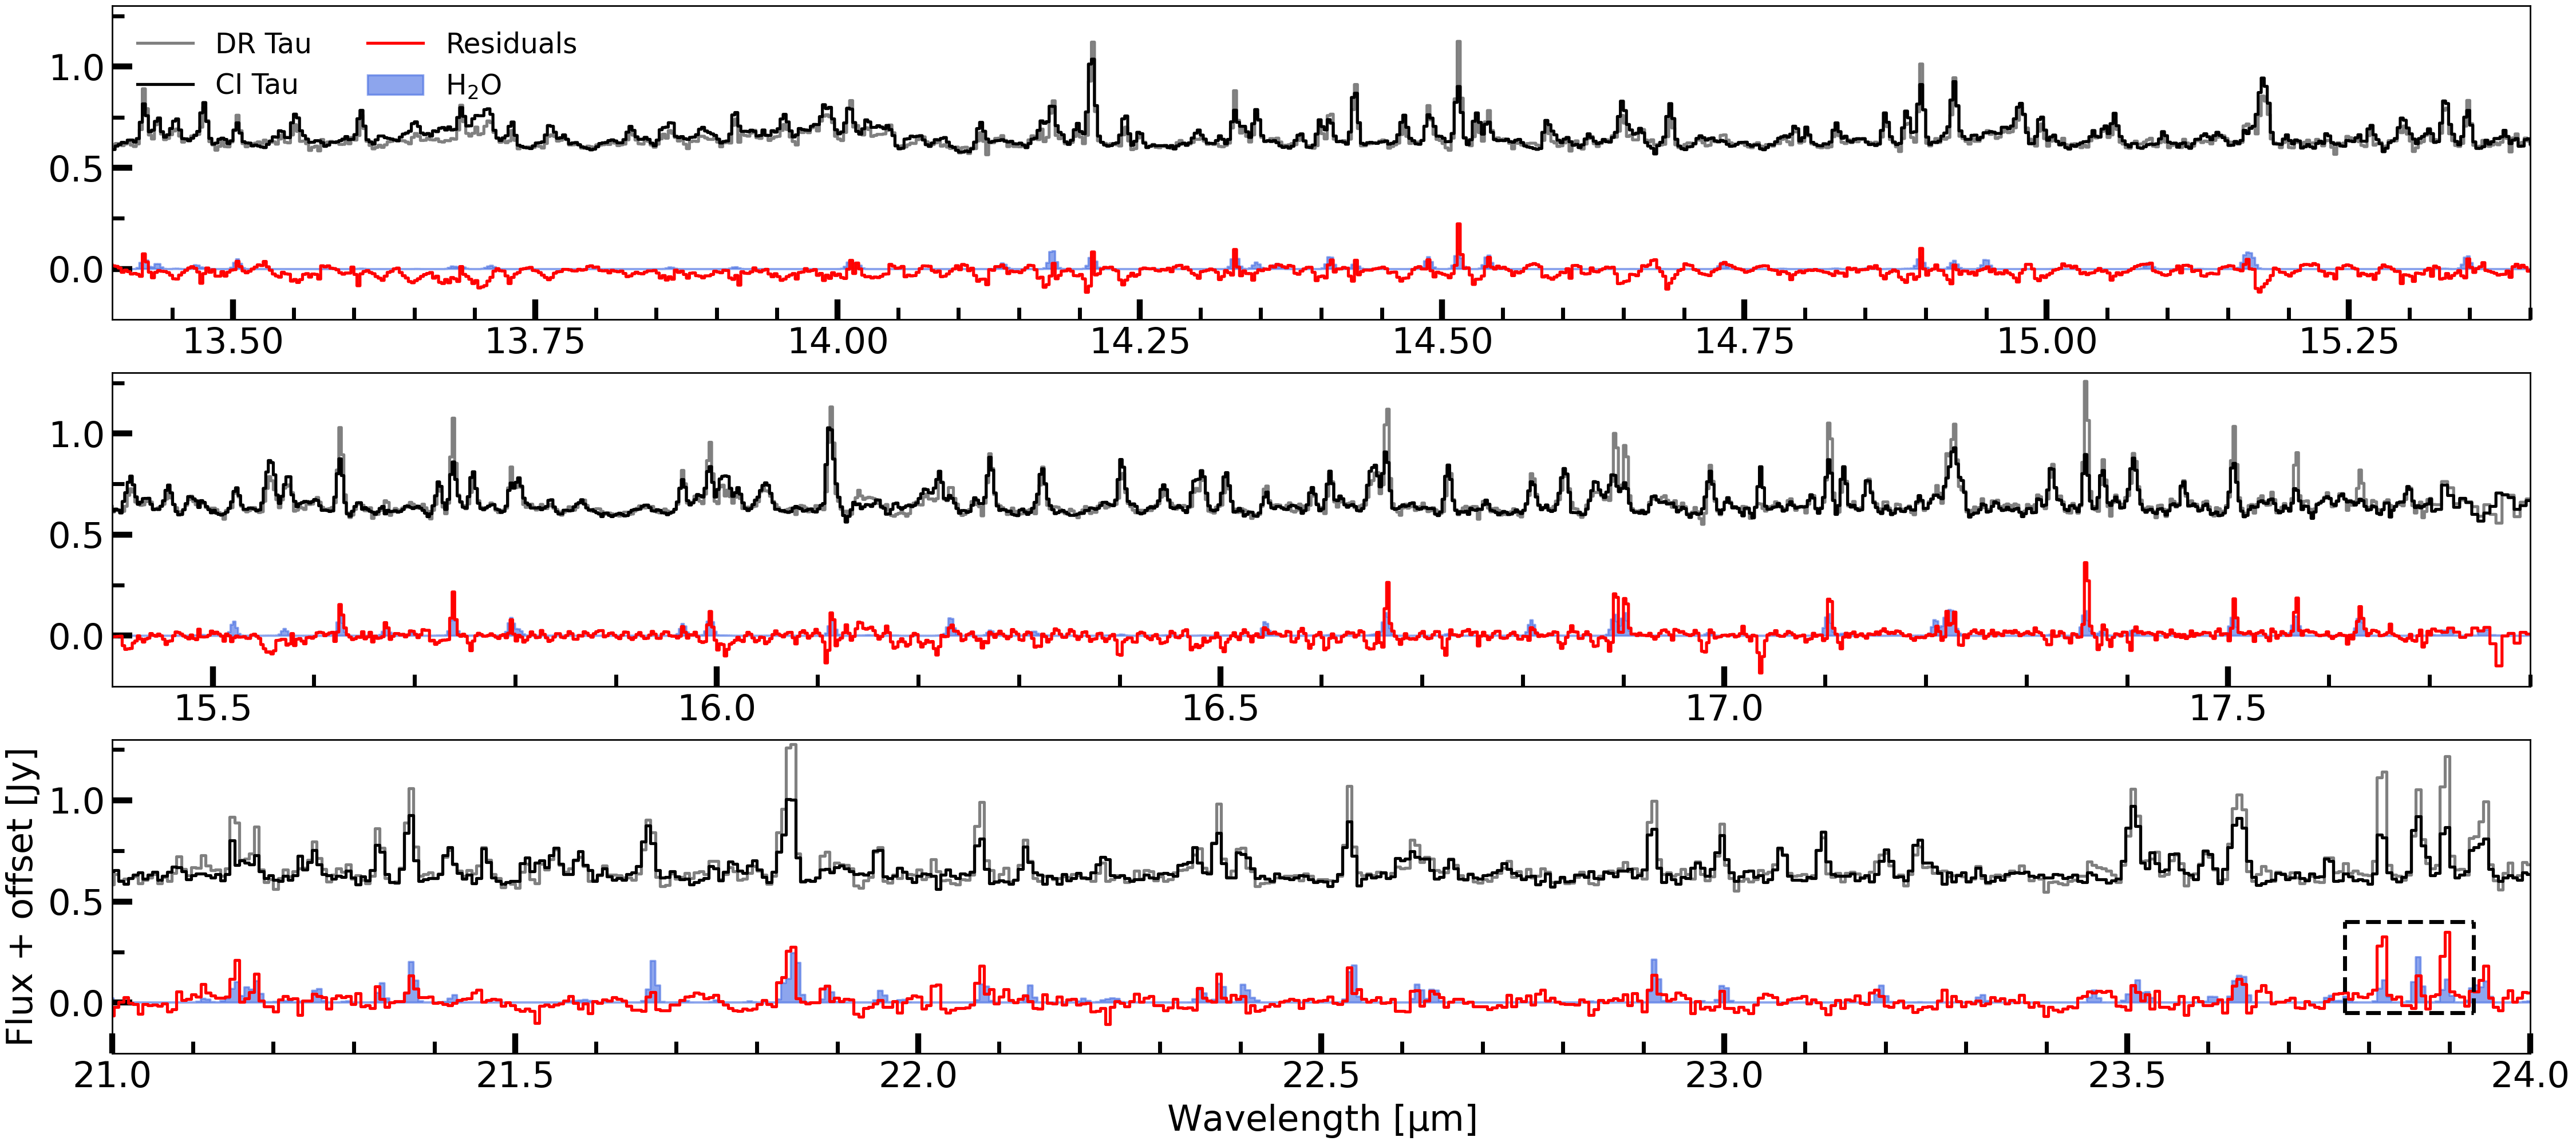 DR Tau
Residuals
CI Tau
H₂O
1.0
0.5
0.0
13.50 13.75 14.00 14.25 14.50 14.75 15.00 15.25
1.0
0.5
0.0
15.5 16.0 16.5 17.0 17.5
1.0
0.5
0.0
21.0 21.5 22.0 22.5 23.0 23.5 24.0
Flux + offset [Jy]
Wavelength [μm]